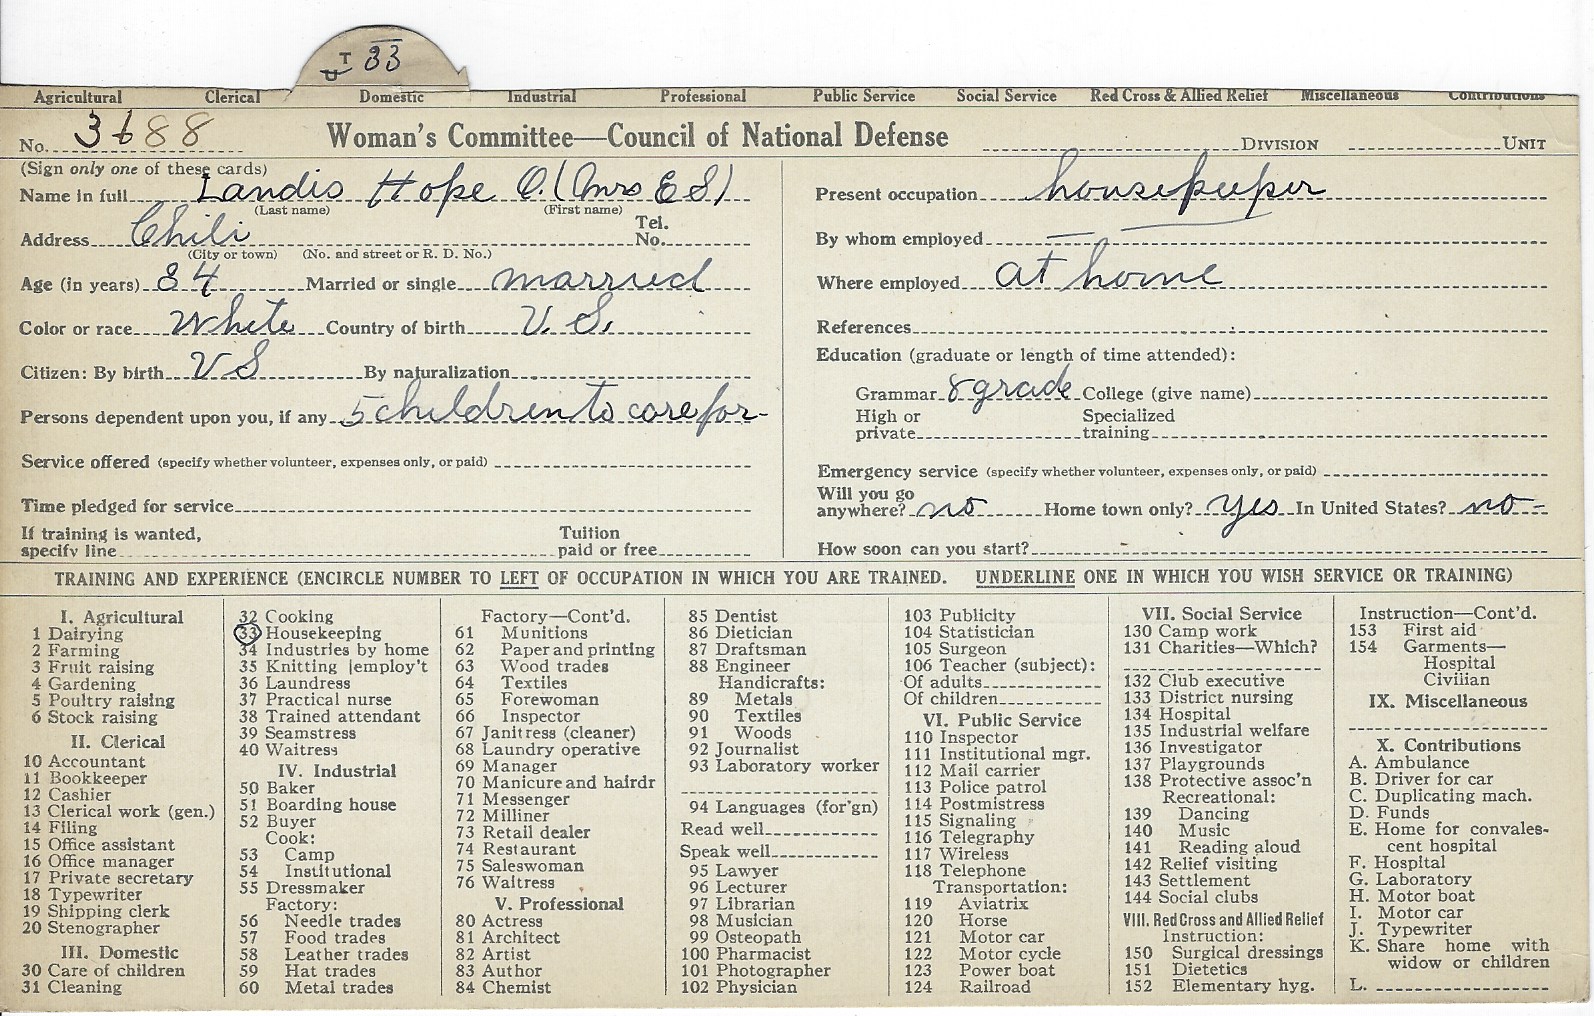 T 33
Agricultural Clerical Domestic Industrial Professional Public Service Social Service Red Cross & Allied Relief Miscellaneous Contributions
No. 3688 Woman's Committee—Council of National Defense DIVISION UNIT
(Sign only one of these cards)
Name in full Landis Hope O. (Mrs E S)
(Last name) (First name)
Address Chili Tel. No.
(City or town) (No. and street or R. D. No.)
Age (in years) 34 Married or single married
Color or race White Country of birth U. S.
Citizen: By birth US By naturalization
Persons dependent upon you, if any 5 children to care for-
Service offered (specify whether volunteer, expenses only, or paid)
Time pledged for service
If training is wanted, specify line Tuition paid or free
Present occupation housekeeper
By whom employed —
Where employed at home
References
Education (graduate or length of time attended):
Grammar 8 grade College (give name)
High or private Specialized training
Emergency service (specify whether volunteer, expenses only, or paid)
Will you go anywhere? no Home town only? Yes In United States? no-
How soon can you start?
TRAINING AND EXPERIENCE (ENCIRCLE NUMBER TO LEFT OF OCCUPATION IN WHICH YOU ARE TRAINED. UNDERLINE ONE IN WHICH YOU WISH SERVICE OR TRAINING)
I. Agricultural
1 Dairying
2 Farming
3 Fruit raising
4 Gardening
5 Poultry raising
6 Stock raising
II. Clerical
10 Accountant
11 Bookkeeper
12 Cashier
13 Clerical work (gen.)
14 Filing
15 Office assistant
16 Office manager
17 Private secretary
18 Typewriter
19 Shipping clerk
20 Stenographer
III. Domestic
30 Care of children
31 Cleaning
32 Cooking
33 Housekeeping
34 Industries by home
35 Knitting [employ't
36 Laundress
37 Practical nurse
38 Trained attendant
39 Seamstress
40 Waitress
IV. Industrial
50 Baker
51 Boarding house
52 Buyer
Cook:
53 Camp
54 Institutional
55 Dressmaker
Factory:
56 Needle trades
57 Food trades
58 Leather trades
59 Hat trades
60 Metal trades
Factory—Cont'd.
61 Munitions
62 Paper and printing
63 Wood trades
64 Textiles
65 Forewoman
66 Inspector
67 Janitress (cleaner)
68 Laundry operative
69 Manager
70 Manicure and hairdr
71 Messenger
72 Milliner
73 Retail dealer
74 Restaurant
75 Saleswoman
76 Waitress
V. Professional
80 Actress
81 Architect
82 Artist
83 Author
84 Chemist
85 Dentist
86 Dietician
87 Draftsman
88 Engineer
Handicrafts:
89 Metals
90 Textiles
91 Woods
92 Journalist
93 Laboratory worker
94 Languages (for'gn)
Read well
Speak well
95 Lawyer
96 Lecturer
97 Librarian
98 Musician
99 Osteopath
100 Pharmacist
101 Photographer
102 Physician
103 Publicity
104 Statistician
105 Surgeon
106 Teacher (subject):
Of adults
Of children
VI. Public Service
110 Inspector
111 Institutional mgr.
112 Mail carrier
113 Police patrol
114 Postmistress
115 Signaling
116 Telegraphy
117 Wireless
118 Telephone
Transportation:
119 Aviatrix
120 Horse
121 Motor car
122 Motor cycle
123 Power boat
124 Railroad
VII. Social Service
130 Camp work
131 Charities—Which?
132 Club executive
133 District nursing
134 Hospital
135 Industrial welfare
136 Investigator
137 Playgrounds
138 Protective assoc'n
Recreational:
139 Dancing
140 Music
141 Reading aloud
142 Relief visiting
143 Settlement
144 Social clubs
VIII. Red Cross and Allied Relief
Instruction:
150 Surgical dressings
151 Dietetics
152 Elementary hyg.
Instruction—Cont'd.
153 First aid
154 Garments—
Hospital
Civilian
IX. Miscellaneous
X. Contributions
A. Ambulance
B. Driver for car
C. Duplicating mach.
D. Funds
E. Home for convales-
cent hospital
F. Hospital
G. Laboratory
H. Motor boat
I. Motor car
J. Typewriter
K. Share home with
widow or children
L.